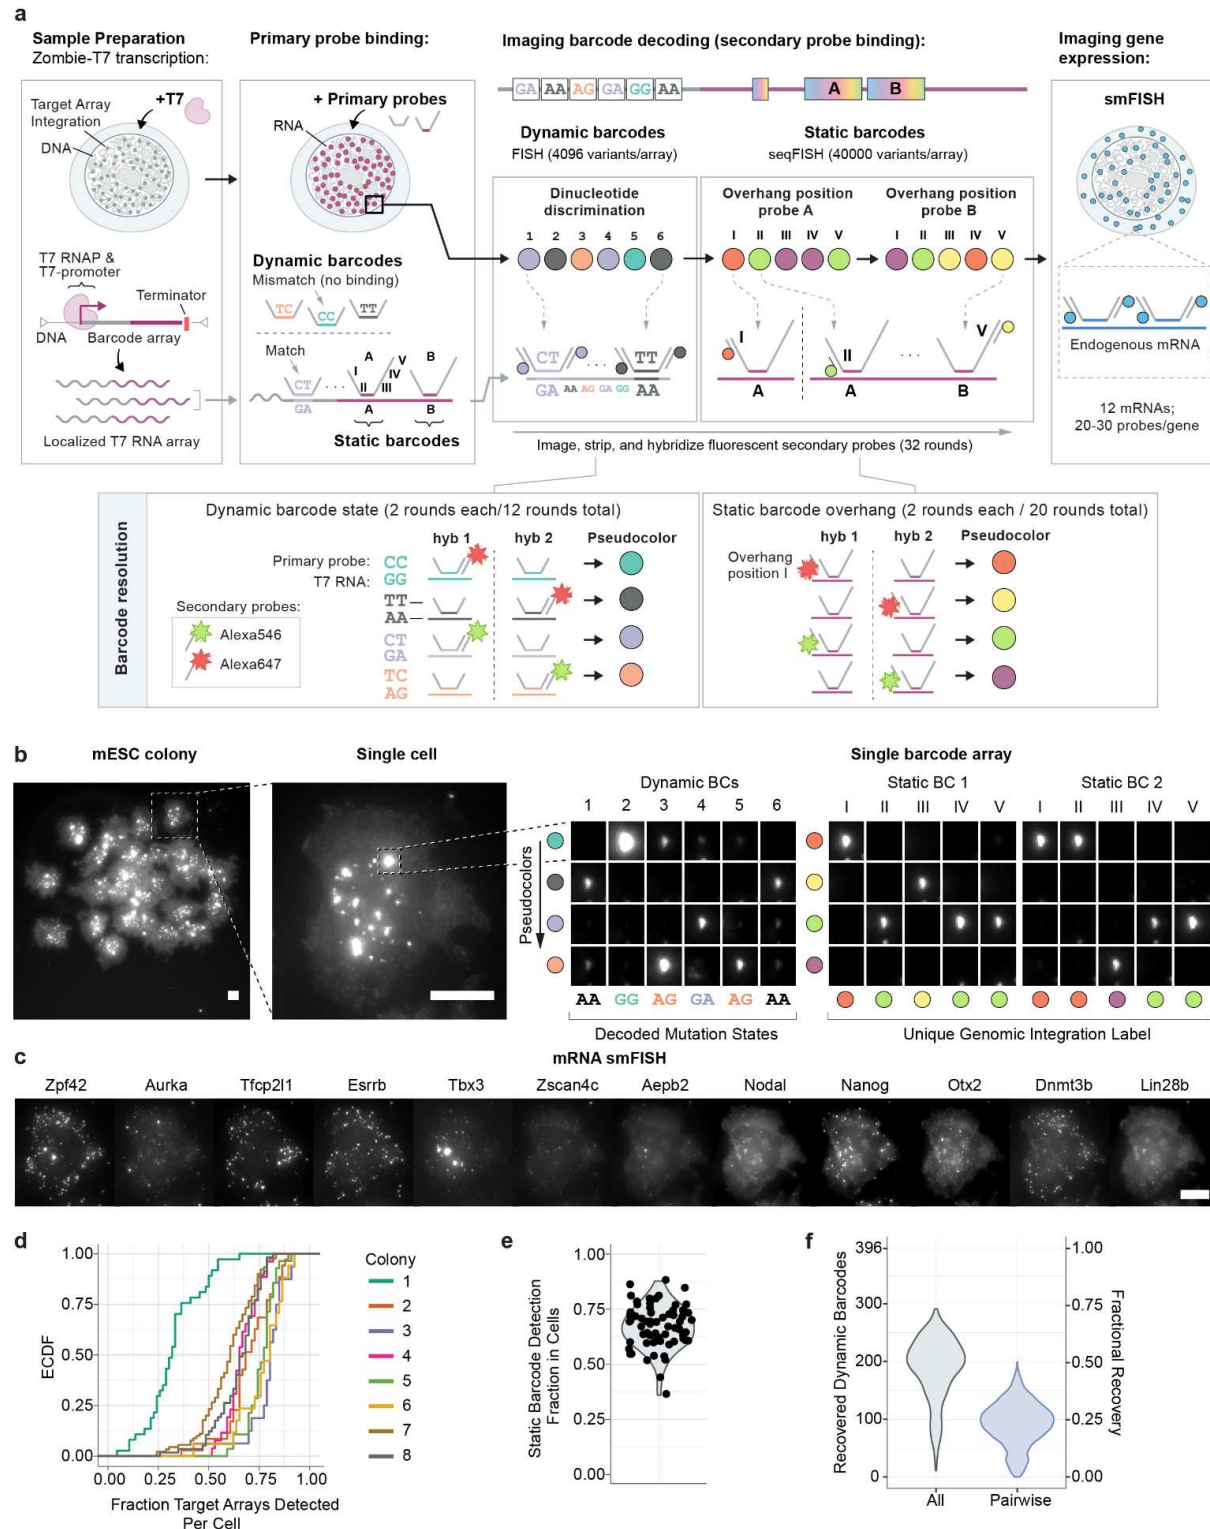 a
Sample Preparation
Zombie-T7 transcription:
Target Array
Integration
DNA
+T7
T7 RNAP &
T7-promoter
Terminator
DNA
Barcode array
Localized T7 RNA array
Primary probe binding:
+ Primary probes
RNA
Dynamic barcodes
Mismatch (no binding)
TC
CC
TT
Match
CT
GA
A
B
I
II
III
IV
V
A
B
Static barcodes
Imaging barcode decoding (secondary probe binding):
GA AA AG GA GG AA
A
B
Dynamic barcodes
FISH (4096 variants/array)
Static barcodes
seqFISH (40000 variants/array)
Dinucleotide
discrimination
1 2 3 4 5 6
CT
TT
GA AA AG GA GG AA
Overhang position
probe A
I II III IV V
Overhang position
probe B
I II III IV V
I
II
V
A
A
B
Image, strip, and hybridize fluorescent secondary probes (32 rounds)
Imaging gene
expression:
smFISH
Endogenous mRNA
12 mRNAs;
20-30 probes/gene
Barcode resolution
Dynamic barcode state (2 rounds each/12 rounds total)
hyb 1 hyb 2 Pseudocolor
Primary probe: CC
T7 RNA: GG
TT
AA
CT
GA
TC
AG
Secondary probes:
Alexa546
Alexa647
Static barcode overhang (2 rounds each / 20 rounds total)
hyb 1 hyb 2 Pseudocolor
Overhang
position I
b
mESC colony
Single cell
Single barcode array
Dynamic BCs
1 2 3 4 5 6
Static BC 1
I II III IV V
Static BC 2
I II III IV V
Pseudocolors
AA GG AG GA AG AA
Decoded Mutation States
Unique Genomic Integration Label
c
mRNA smFISH
Zpf42 Aurka Tfcp2l1 Esrrb Tbx3 Zscan4c Aepb2 Nodal Nanog Otx2 Dnmt3b Lin28b
d
ECDF
1.00
0.75
0.50
0.25
0.00
0.00 0.25 0.50 0.75 1.00
Fraction Target Arrays Detected
Per Cell
Colony
1
2
3
4
5
6
7
8
e
Static Barcode Detection
Fraction in Cells
1.00
0.75
0.50
0.25
0.00
f
Recovered Dynamic Barcodes
396
300
200
100
0
All Pairwise
1.00
0.75
0.50
0.25
0.00
Fractional Recovery